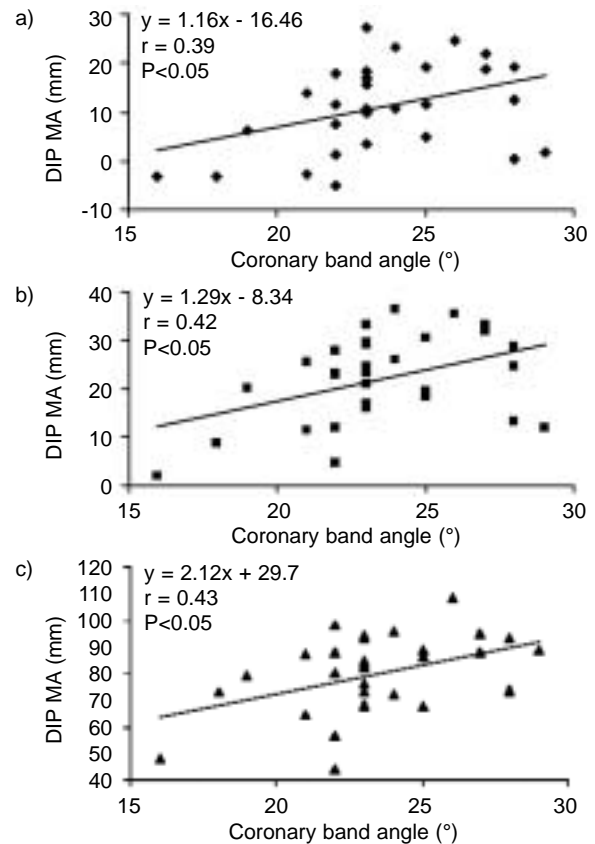 a)
y = 1.16x - 16.46
r = 0.39
P<0.05
DIP MA (mm)
30
20
10
0
-10
15 20 25 30
Coronary band angle (°)
b)
y = 1.29x - 8.34
r = 0.42
P<0.05
DIP MA (mm)
40
30
20
10
0
15 20 25 30
Coronary band angle (°)
c)
y = 2.12x + 29.7
r = 0.43
P<0.05
DIP MA (mm)
120
110
100
90
80
70
60
50
40
15 20 25 30
Coronary band angle (°)